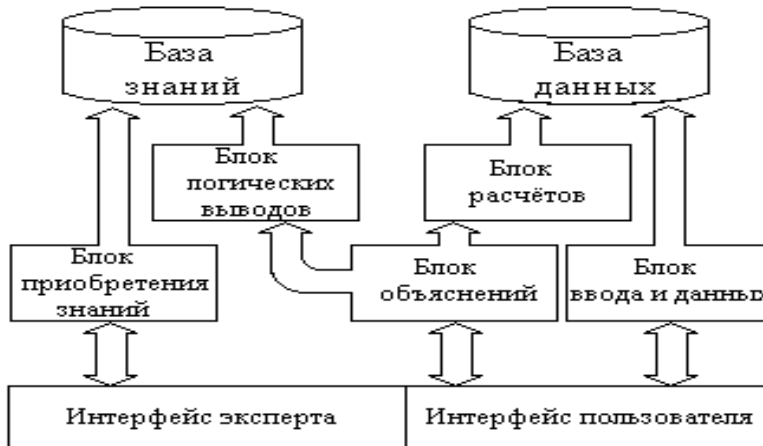 База
знаний
База
данных
Блок
логических
выводов
Блок
расчётов
Блок
приобретения
знаний
Блок
объяснений
Блок
ввода и данных
Интерфейс эксперта
Интерфейс пользователя